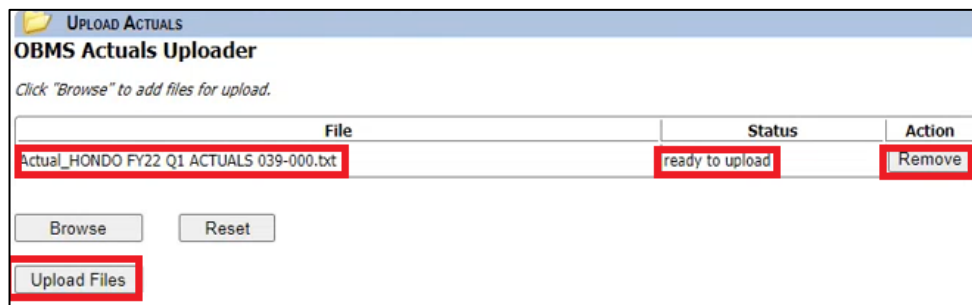 UPLOAD ACTUALS
OBMS Actuals Uploader
Click "Browse" to add files for upload.
File Status Action
Actual_HONDO FY22 Q1 ACTUALS 039-000.txt ready to upload Remove
Browse Reset
Upload Files